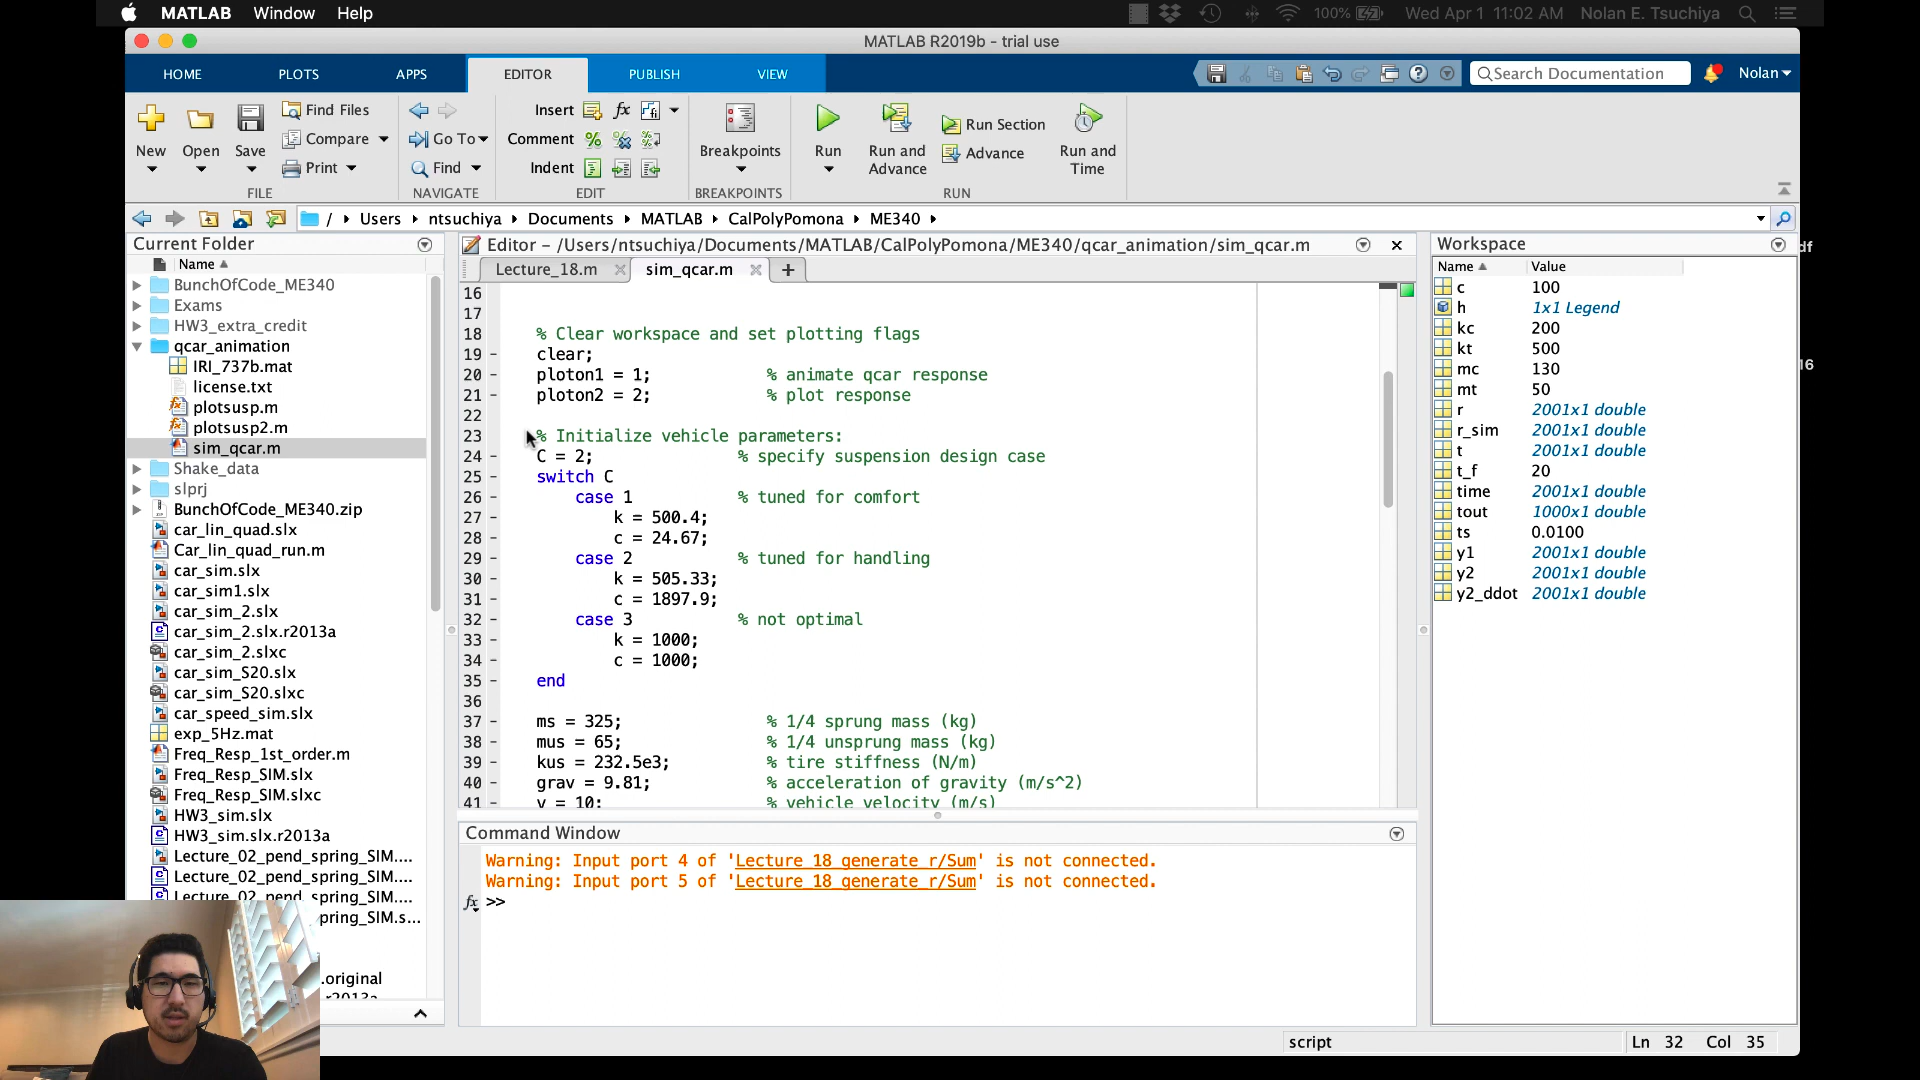 MATLAB Window Help 100% Wed Apr 1 11:02 AM Nolan E. Tsuchiya
MATLAB R2019b - trial use
HOME PLOTS APPS EDITOR PUBLISH VIEW Search Documentation Nolan
New Open Save Find Files Compare Print FILE
Go To Find NAVIGATE
Insert fx Comment Indent EDIT
Breakpoints BREAKPOINTS
Run Run and Advance Run Section Advance Run and Time RUN
/ Users ntsuchiya Documents MATLAB CalPolyPomona ME340
Current Folder
Name
BunchOfCode_ME340
Exams
HW3_extra_credit
qcar_animation
IRI_737b.mat
license.txt
plotsusp.m
plotsusp2.m
sim_qcar.m
Shake_data
slprj
BunchOfCode_ME340.zip
car_lin_quad.slx
Car_lin_quad_run.m
car_sim.slx
car_sim1.slx
car_sim_2.slx
car_sim_2.slx.r2013a
car_sim_2.slxc
car_sim_S20.slx
car_sim_S20.slxc
car_speed_sim.slx
exp_5Hz.mat
Freq_Resp_1st_order.m
Freq_Resp_SIM.slx
Freq_Resp_SIM.slxc
HW3_sim.slx
HW3_sim.slx.r2013a
Lecture_02_pend_spring_SIM....
Lecture_02_pend_spring_SIM....
Lecture_02_pend_spring_SIM....
pring_SIM.s...
.original
r2013a
Editor - /Users/ntsuchiya/Documents/MATLAB/CalPolyPomona/ME340/qcar_animation/sim_qcar.m
Lecture_18.m sim_qcar.m
16
17
18 % Clear workspace and set plotting flags
19 - clear;
20 - ploton1 = 1; % animate qcar response
21 - ploton2 = 2; % plot response
22
23 % Initialize vehicle parameters:
24 - C = 2; % specify suspension design case
25 - switch C
26 - case 1 % tuned for comfort
27 - k = 500.4;
28 - c = 24.67;
29 - case 2 % tuned for handling
30 - k = 505.33;
31 - c = 1897.9;
32 - case 3 % not optimal
33 - k = 1000;
34 - c = 1000;
35 - end
36
37 - ms = 325; % 1/4 sprung mass (kg)
38 - mus = 65; % 1/4 unsprung mass (kg)
39 - kus = 232.5e3; % tire stiffness (N/m)
40 - grav = 9.81; % acceleration of gravity (m/s^2)
41 - v = 10; % vehicle velocity (m/s)
Command Window
Warning: Input port 4 of 'Lecture_18_generate_r/Sum' is not connected.
Warning: Input port 5 of 'Lecture_18_generate_r/Sum' is not connected.
fx >>
Workspace
Name Value
c 100
h 1x1 Legend
kc 200
kt 500
mc 130
mt 50
r 2001x1 double
r_sim 2001x1 double
t 2001x1 double
t_f 20
time 2001x1 double
tout 1000x1 double
ts 0.0100
y1 2001x1 double
y2 2001x1 double
y2_ddot 2001x1 double
df
16
script Ln 32 Col 35